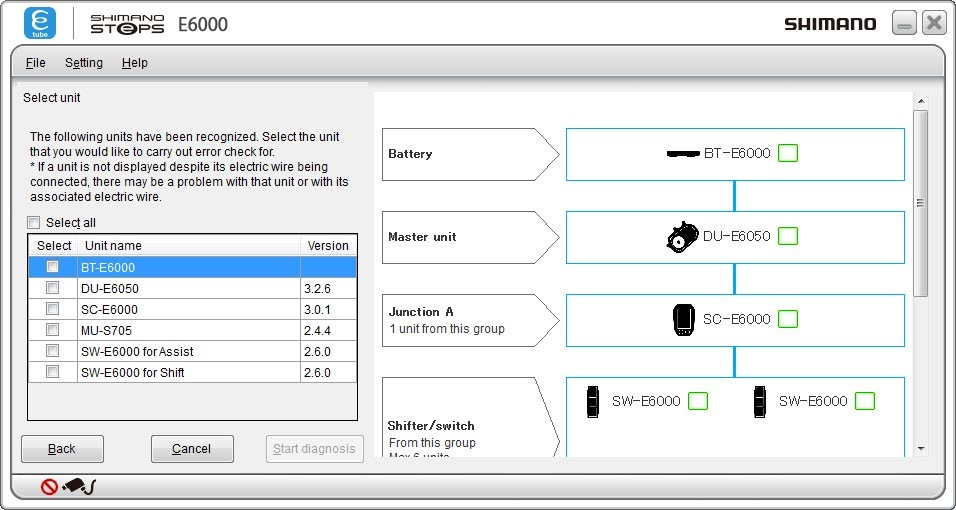 E tube
SHIMANO STEPS E6000
SHIMANO
File Setting Help
Select unit
The following units have been recognized. Select the unit
that you would like to carry out error check for.
* If a unit is not displayed despite its electric wire being
connected, there may be a problem with that unit or with its
associated electric wire.
Select all
Select Unit name Version
BT-E6000
DU-E6050 3.2.6
SC-E6000 3.0.1
MU-S705 2.4.4
SW-E6000 for Assist 2.6.0
SW-E6000 for Shift 2.6.0
Back Cancel Start diagnosis
Battery
BT-E6000
Master unit
DU-E6050
Junction A
1 unit from this group
SC-E6000
SW-E6000 SW-E6000
Shifter/switch
From this group
Max 6 units